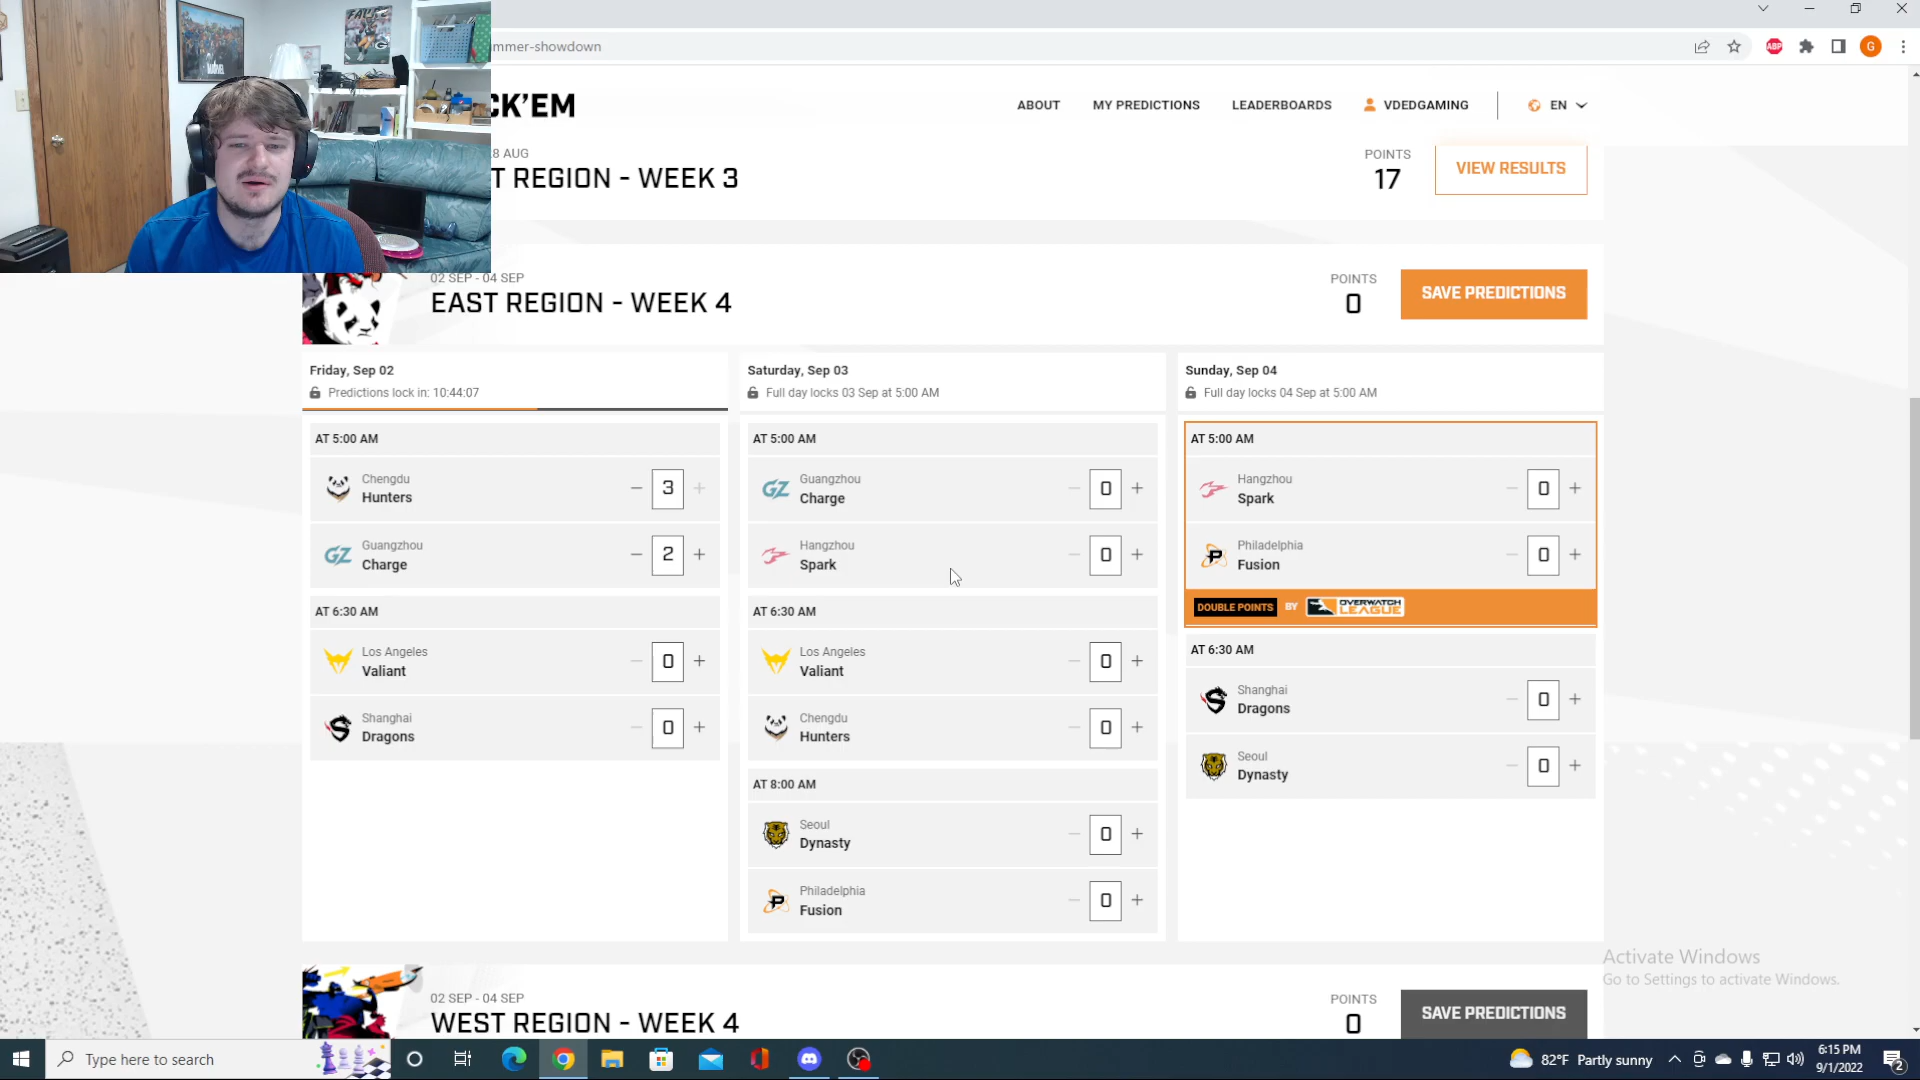 mmer-showdown
CK'EM
ABOUT
MY PREDICTIONS
LEADERBOARDS
VDEDGAMING
EN
8 AUG
T REGION - WEEK 3
POINTS
17
VIEW RESULTS
02 SEP - 04 SEP
EAST REGION - WEEK 4
POINTS
0
SAVE PREDICTIONS
Friday, Sep 02
Predictions lock in: 10:44:07
AT 5:00 AM
Chengdu
Hunters
3
Guangzhou
Charge
2
AT 6:30 AM
Los Angeles
Valiant
0
Shanghai
Dragons
0
Saturday, Sep 03
Full day locks 03 Sep at 5:00 AM
AT 5:00 AM
Guangzhou
Charge
0
Hangzhou
Spark
0
AT 6:30 AM
Los Angeles
Valiant
0
Chengdu
Hunters
0
AT 8:00 AM
Seoul
Dynasty
0
Philadelphia
Fusion
0
Sunday, Sep 04
Full day locks 04 Sep at 5:00 AM
AT 5:00 AM
Hangzhou
Spark
0
Philadelphia
Fusion
0
DOUBLE POINTS BY OVERWATCH LEAGUE
AT 6:30 AM
Shanghai
Dragons
0
Seoul
Dynasty
0
02 SEP - 04 SEP
WEST REGION - WEEK 4
POINTS
0
SAVE PREDICTIONS
Activate Windows
Go to Settings to activate Windows.
Type here to search
82°F Partly sunny
6:15 PM
9/1/2022
2